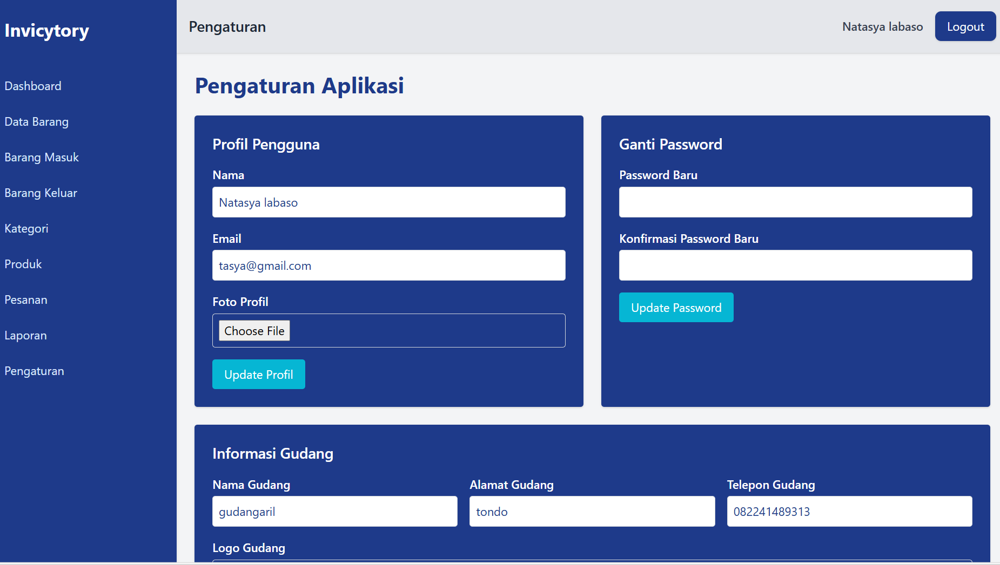 Invicytory
Dashboard
Data Barang
Barang Masuk
Barang Keluar
Kategori
Produk
Pesanan
Laporan
Pengaturan
Pengaturan
Natasya labaso
Logout
Pengaturan Aplikasi
Profil Pengguna
Nama
Natasya labaso
Email
tasya@gmail.com
Foto Profil
Choose File
Update Profil
Ganti Password
Password Baru
Konfirmasi Password Baru
Update Password
Informasi Gudang
Nama Gudang
gudangaril
Alamat Gudang
tondo
Telepon Gudang
082241489313
Logo Gudang